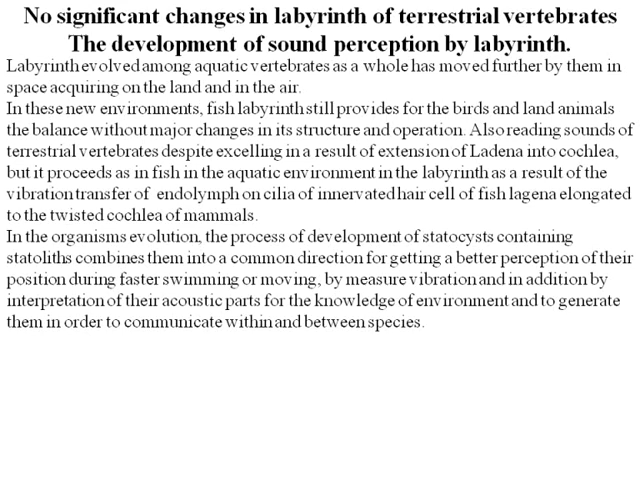 No significant changes in labyrinth of terrestrial vertebrates
The development of sound perception by labyrinth.
Labyrinth evolved among aquatic vertebrates as a whole has moved further by them in
space acquiring on the land and in the air.
In these new environments, fish labyrinth still provides for the birds and land animals
the balance without major changes in its structure and operation. Also reading sounds of
terrestrial vertebrates despite excelling in a result of extension of Ladena into cochlea,
but it proceeds as in fish in the aquatic environment in the labyrinth as a result of the
vibration transfer of endolymph on cilia of innervated hair cell of fish lagena elongated
to the twisted cochlea of mammals.
In the organisms evolution, the process of development of statocysts containing
statoliths combines them into a common direction for getting a better perception of their
position during faster swimming or moving, by measure vibration and in addition by
interpretation of their acoustic parts for the knowledge of environment and to generate
them in order to communicate within and between species.